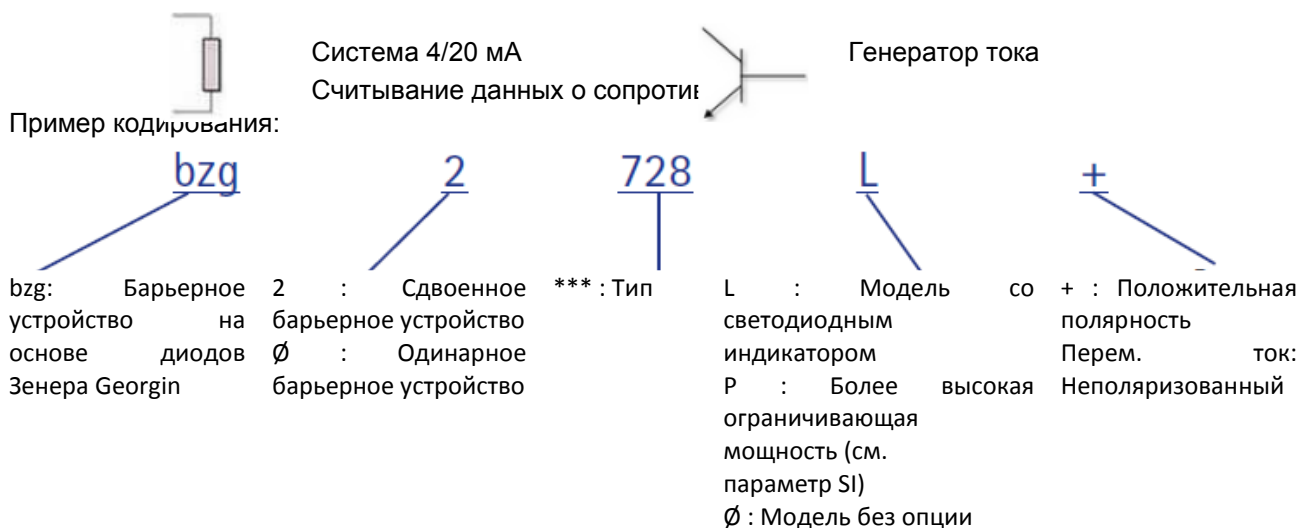 Система 4/20 мА
Генератор тока
Считывание данных о
Пример кодирования:
bzg 2 728 L +
bzg: Барьерное
устройство на
основе диодов
Зенера Georgin
2 : Сдвоенное
барьерное устройство
Ø : Одинарное
барьерное устройство
*** : Тип
L : Модель со
светодиодным
индикатором
P : Более высокая
ограничивающая
мощность (см.
параметр SI)
Ø : Модель без опции
+ : Положительная
полярность
Перем. ток:
Неполяризованный